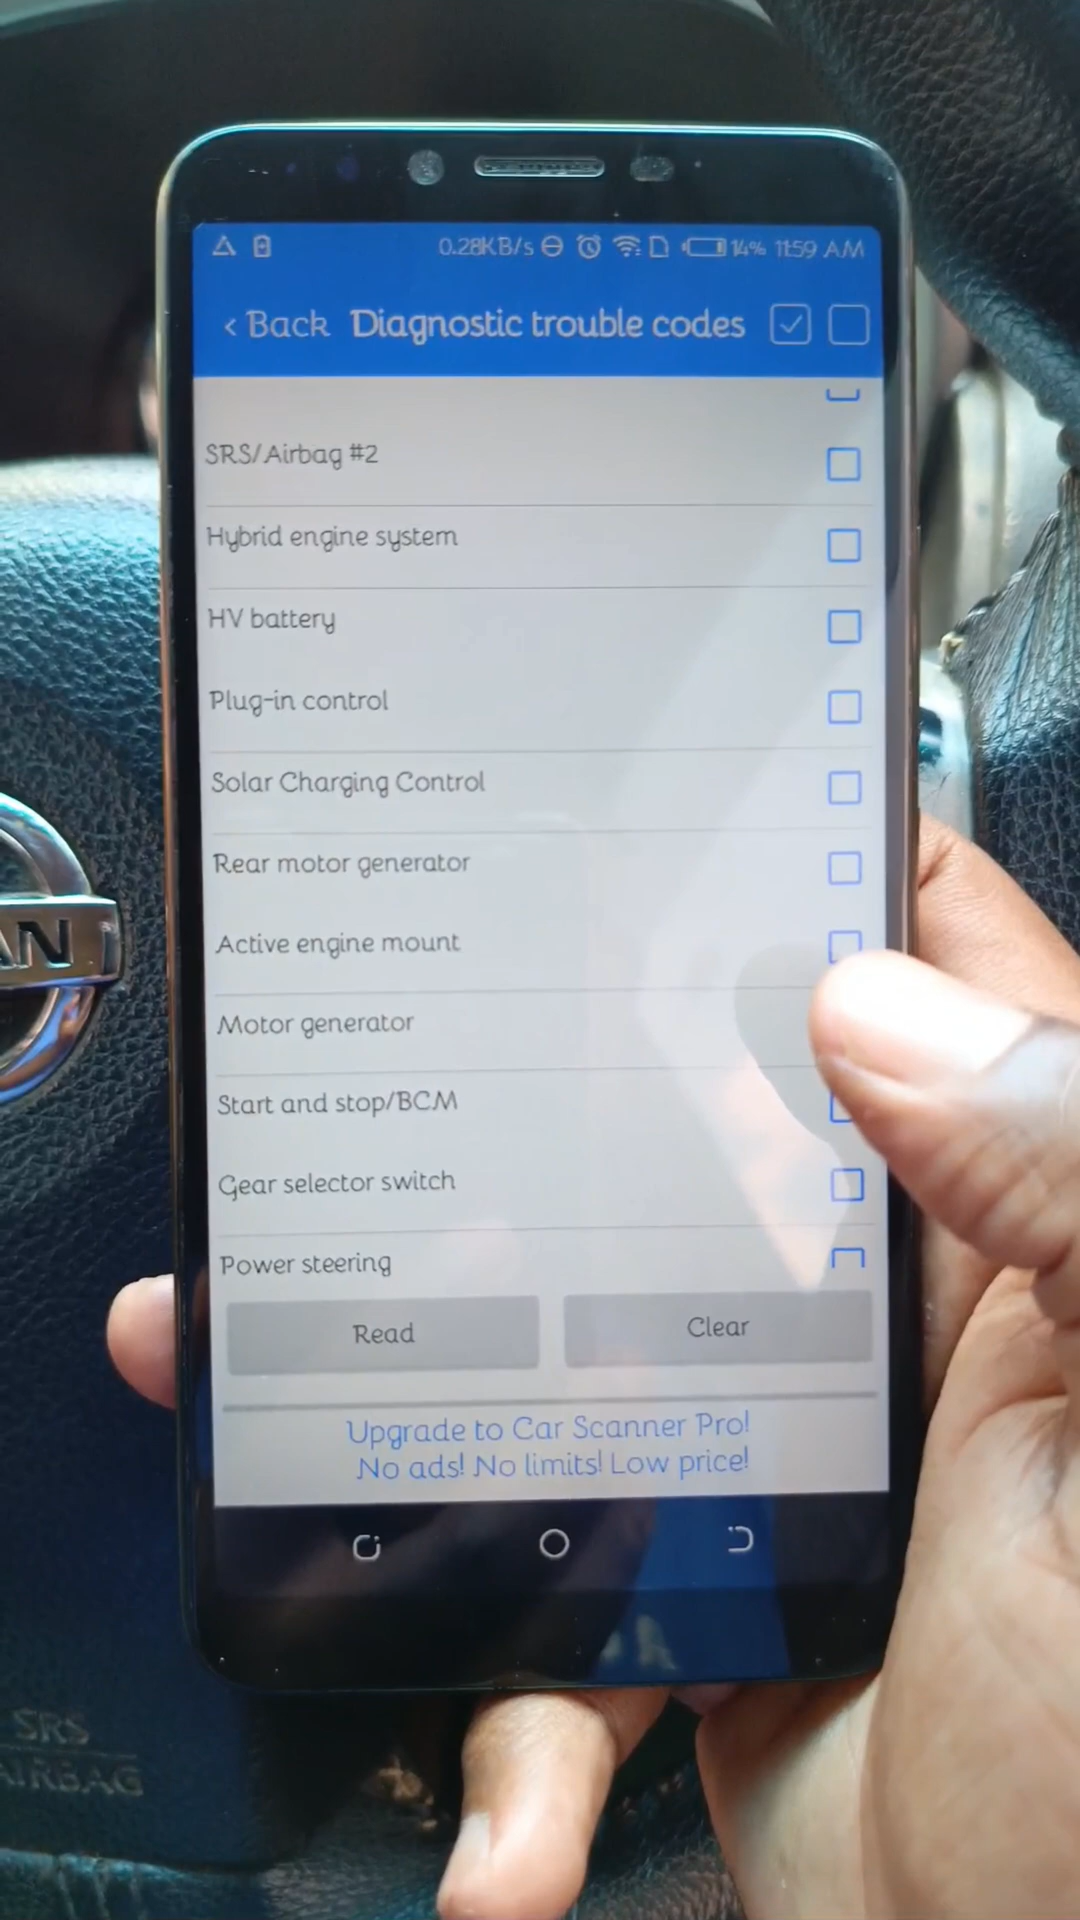 0.28KB/s 14% 11:59 AM
< Back Diagnostic trouble codes
SRS/Airbag #2
Hybrid engine system
HV battery
Plug-in control
Solar Charging Control
Rear motor generator
Active engine mount
Motor generator
Start and stop/BCM
Gear selector switch
Power steering
Read Clear
Upgrade to Car Scanner Pro!
No ads! No limits! Low price!
AN
SRS
AIRBAG